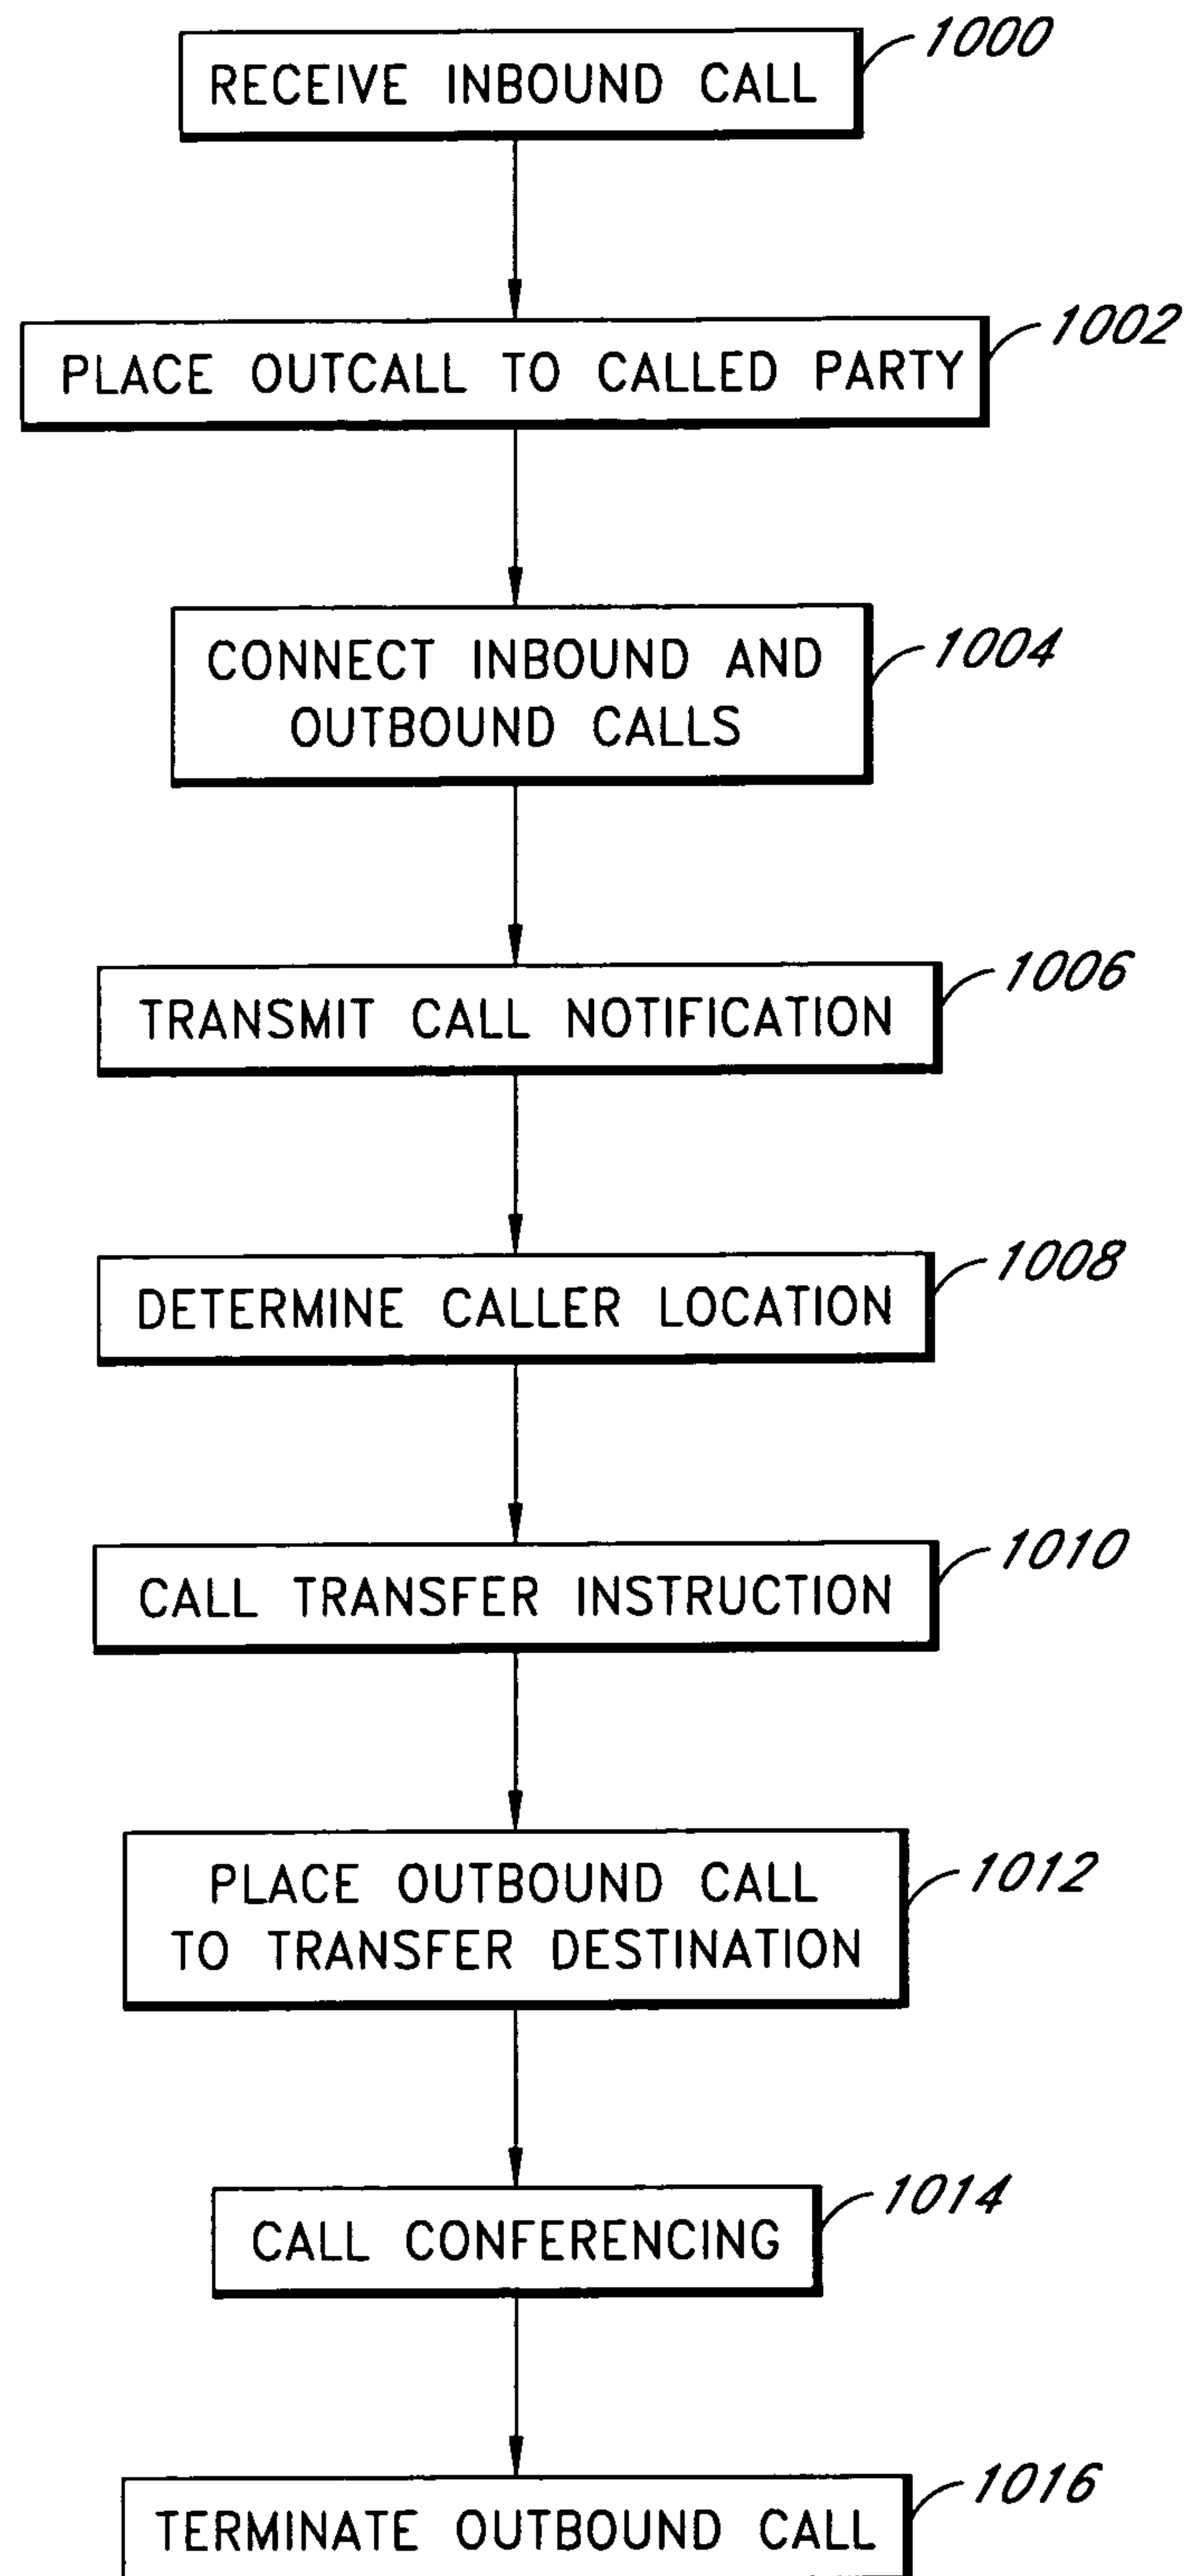 RECEIVE INBOUND CALL
1000
PLACE OUTCALL TO CALLED PARTY
1002
CONNECT INBOUND AND
OUTBOUND CALLS
1004
TRANSMIT CALL NOTIFICATION
1006
DETERMINE CALLER LOCATION
1008
CALL TRANSFER INSTRUCTION
1010
PLACE OUTBOUND CALL
TO TRANSFER DESTINATION
1012
CALL CONFERENCING
1014
TERMINATE OUTBOUND CALL
1016